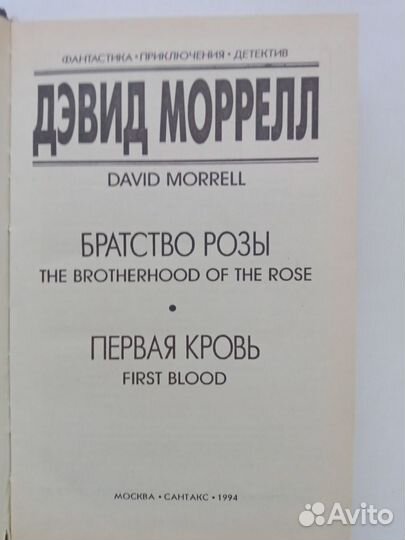 ФАНТАСТИКА • ПРИКЛЮЧЕНИЯ • ДЕТЕКТИВ
ДЭВИД МОРРЕЛЛ
DAVID MORRELL
БРАТСТВО РОЗЫ
THE BROTHERHOOD OF THE ROSE
•
ПЕРВАЯ КРОВЬ
FIRST BLOOD
МОСКВА • САНТАКС • 1994
Avito